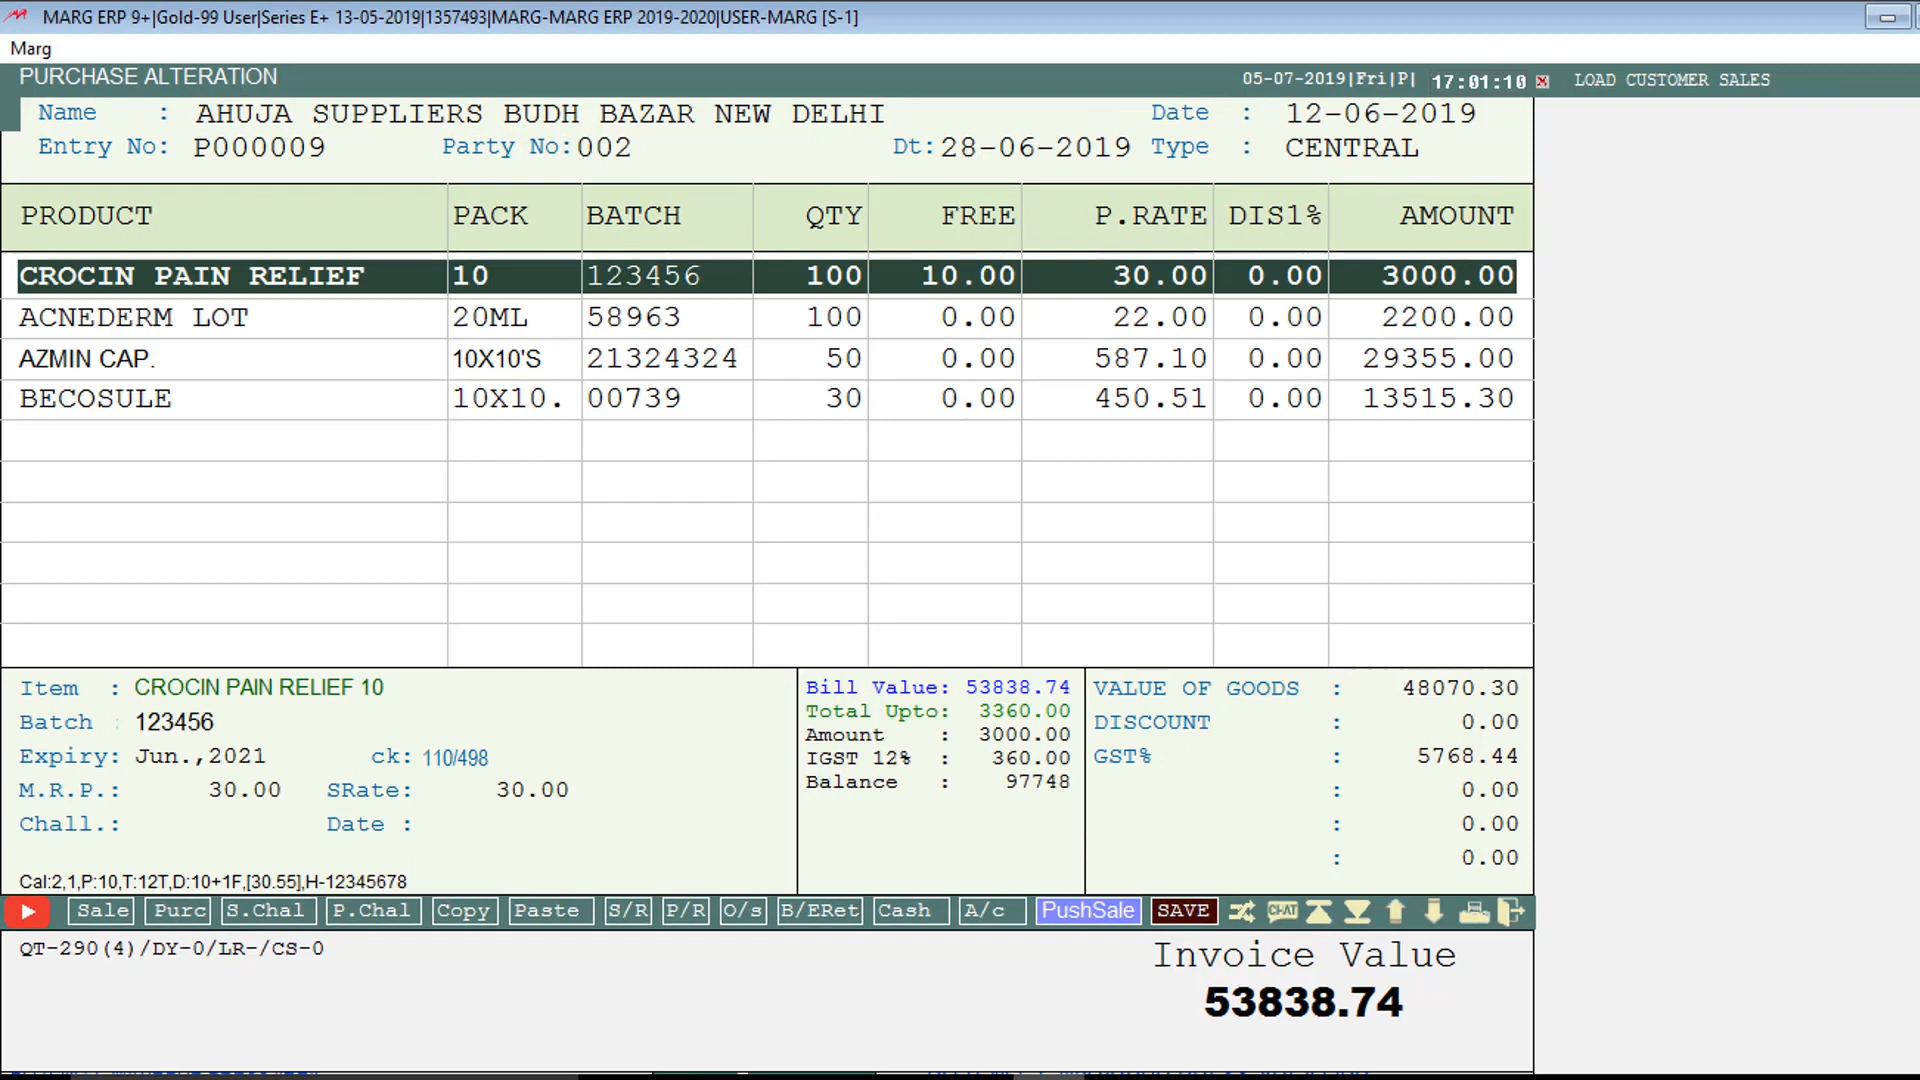 MARG ERP 9+|Gold-99 User|Series E+ 13-05-2019|1357493|MARG-MARG ERP 2019-2020|USER-MARG [S-1]
Marg
PURCHASE ALTERATION 05-07-2019|Fri|P| 17:01:10 LOAD CUSTOMER SALES
Name : AHUJA SUPPLIERS BUDH BAZAR NEW DELHI Date : 12-06-2019
Entry No: P000009 Party No:002 Dt:28-06-2019 Type : CENTRAL
PRODUCT PACK BATCH QTY FREE P.RATE DIS1% AMOUNT
CROCIN PAIN RELIEF 10 123456 100 10.00 30.00 0.00 3000.00
ACNEDERM LOT 20ML 58963 100 0.00 22.00 0.00 2200.00
AZMIN CAP. 10X10'S 21324324 50 0.00 587.10 0.00 29355.00
BECOSULE 10X10. 00739 30 0.00 450.51 0.00 13515.30
Item : CROCIN PAIN RELIEF 10
Batch : 123456
Expiry: Jun.,2021 ck: 110/498
M.R.P.: 30.00 SRate: 30.00
Chall.: Date :
Cal:2,1,P:10,T:12T,D:10+1F,[30.55],H-12345678
Bill Value: 53838.74
Total Upto: 3360.00
Amount : 3000.00
IGST 12% : 360.00
Balance : 97748
VALUE OF GOODS : 48070.30
DISCOUNT : 0.00
GST% : 5768.44
: 0.00
: 0.00
: 0.00
Sale Purc S.Chal P.Chal Copy Paste S/R P/R O/s B/ERet Cash A/c PushSale SAVE CHAT
QT-290(4)/DY-0/LR-/CS-0
Invoice Value
53838.74